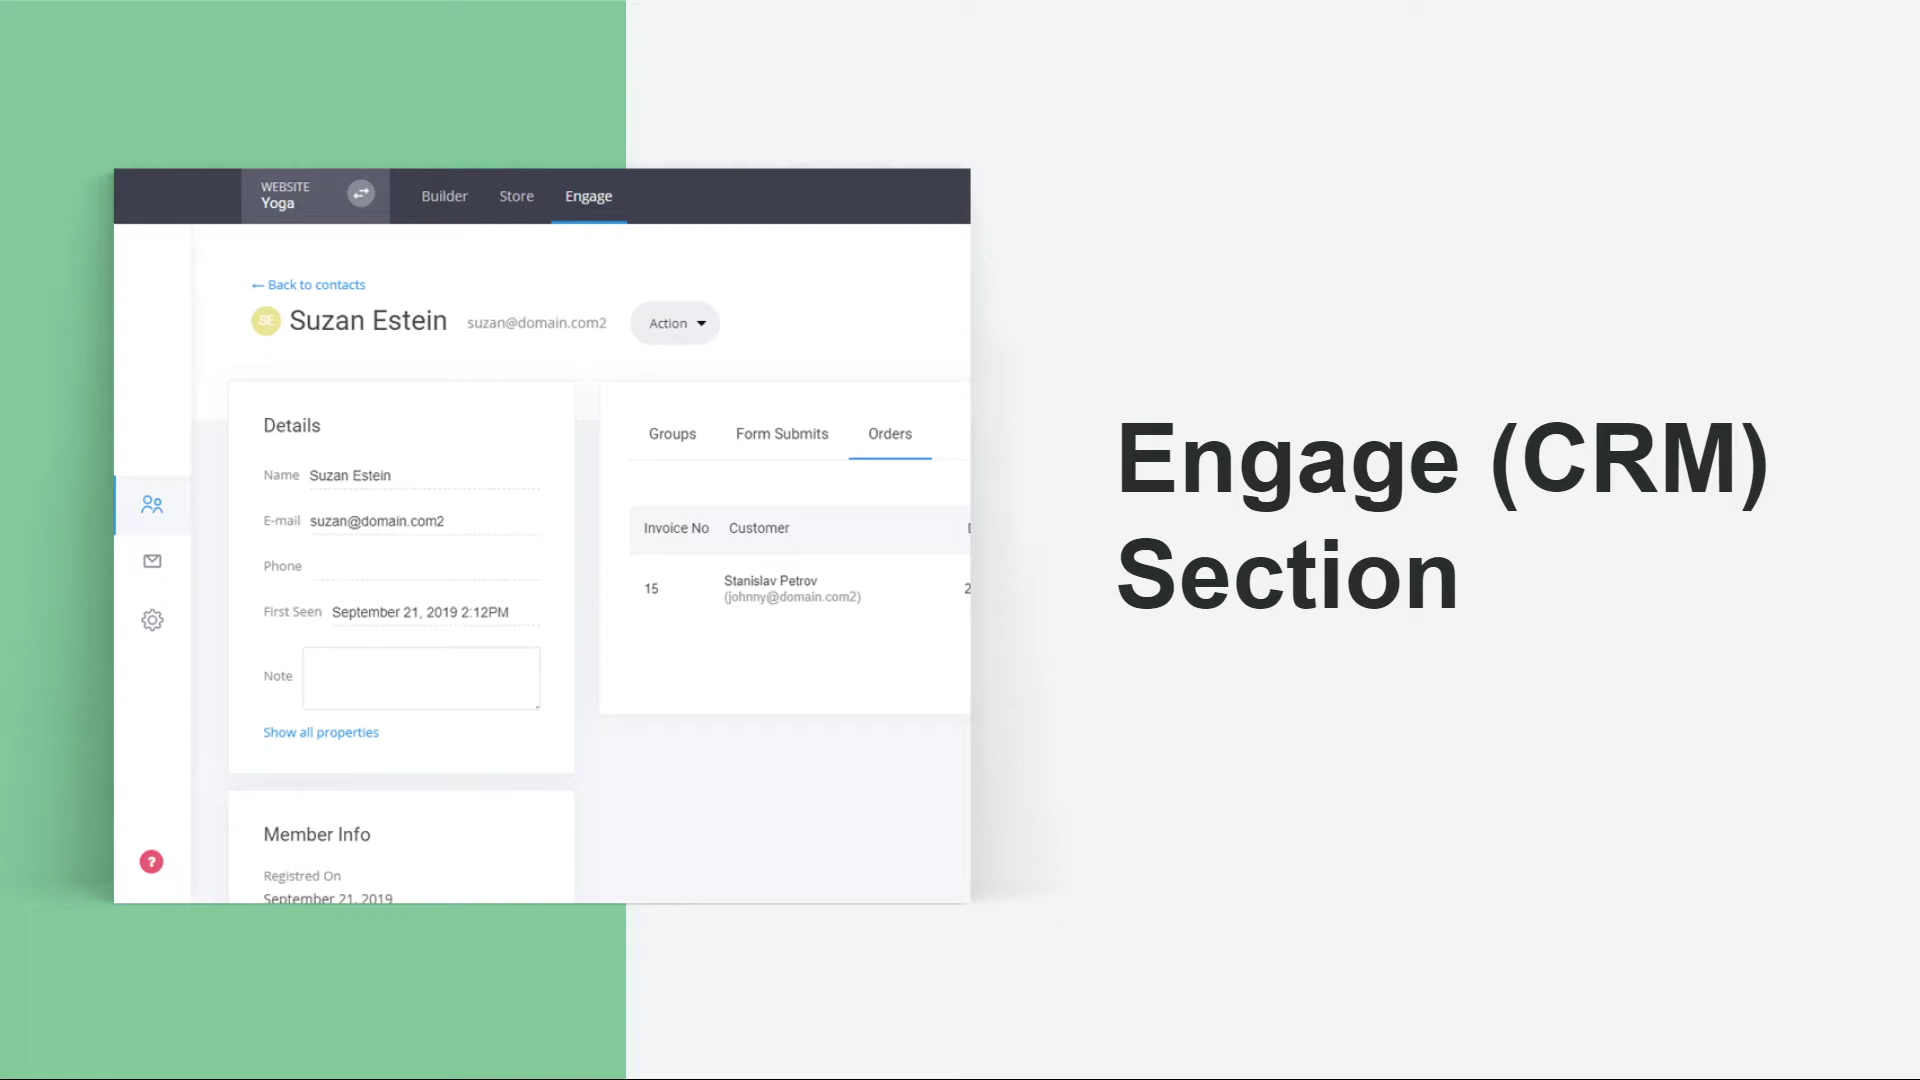 WEBSITE
Yoga
Builder
Store
Engage
← Back to contacts
SE
Suzan Estein
suzan@domain.com2
Action
Details
Name Suzan Estein
E-mail suzan@domain.com2
Phone
First Seen September 21, 2019 2:12PM
Note
Show all properties
Member Info
Registred On
September 21, 2019
?
Groups
Form Submits
Orders
Invoice No Customer
15
Stanislav Petrov
(johnny@domain.com2)
2
Engage (CRM)
Section